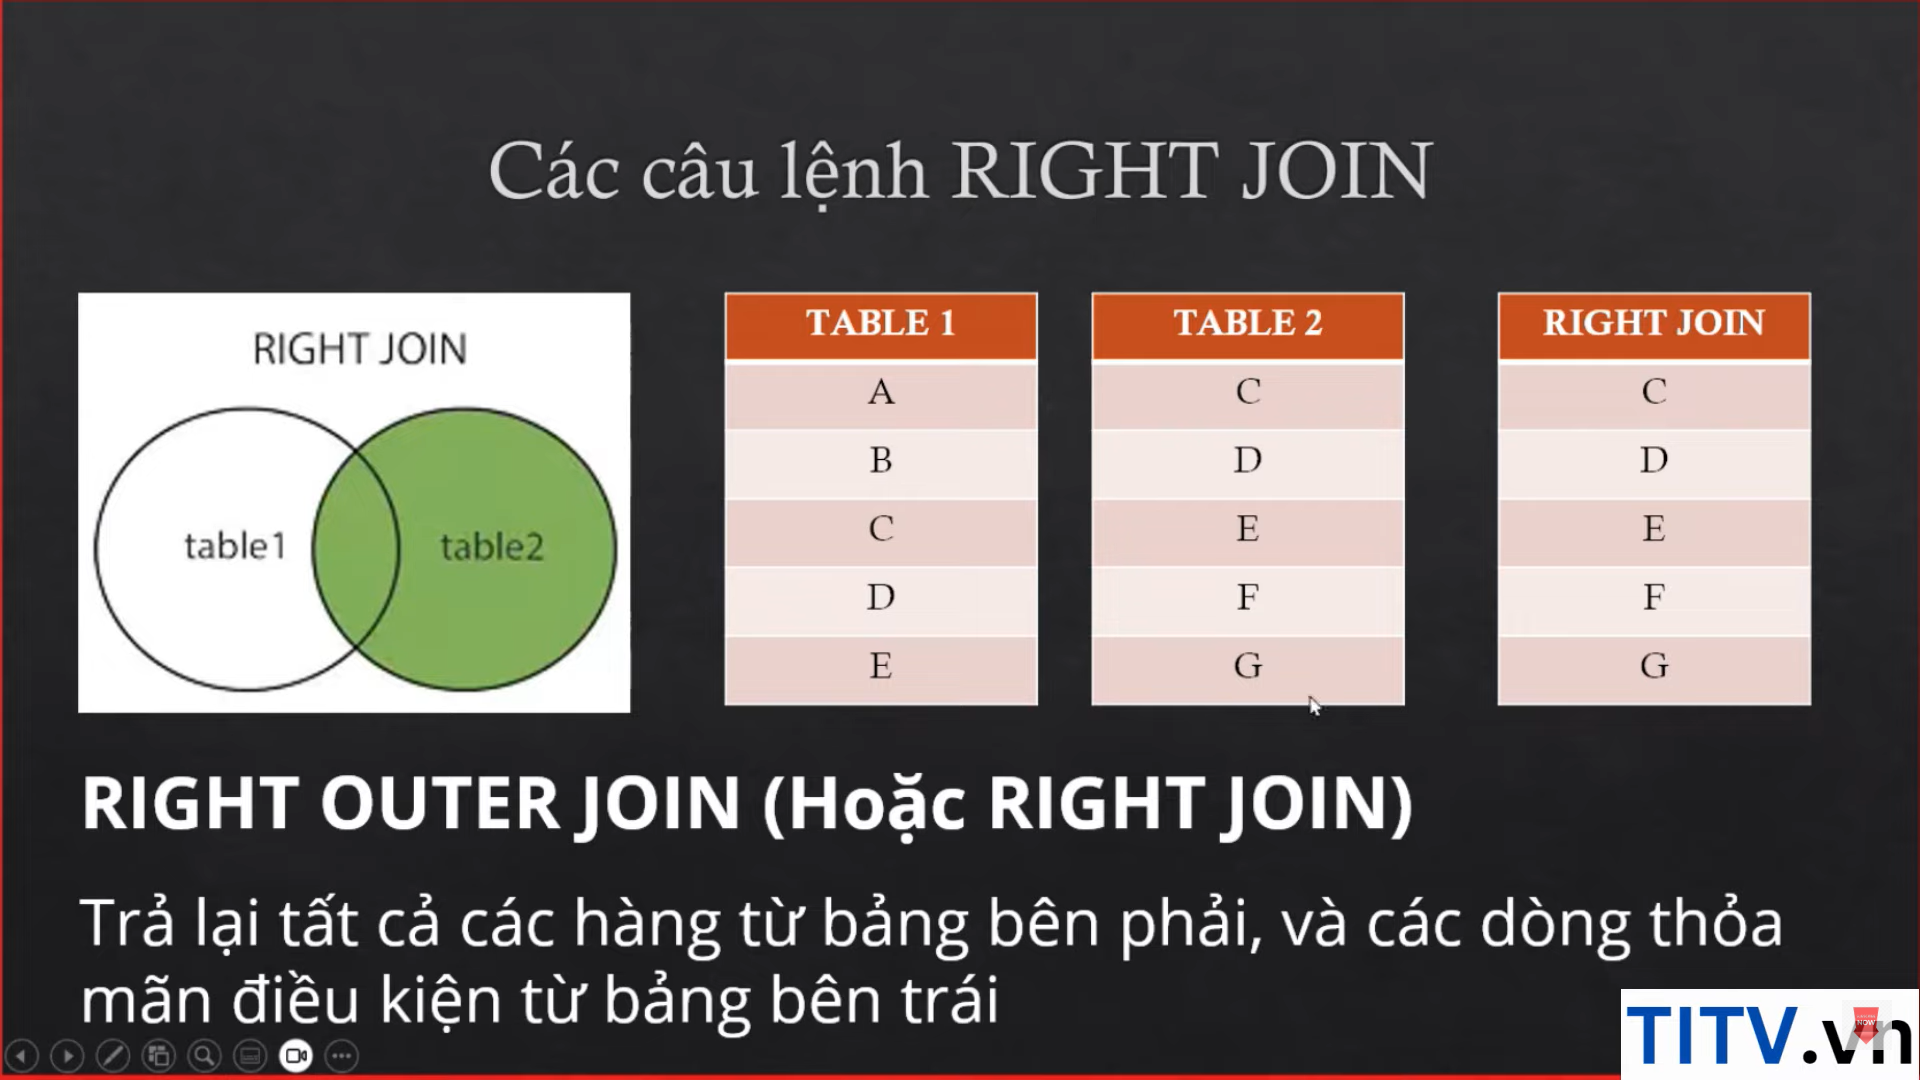 Các câu lệnh RIGHT JOIN
RIGHT JOIN
table1
table2
TABLE 1
A
B
C
D
E
TABLE 2
C
D
E
F
G
RIGHT JOIN
C
D
E
F
G
RIGHT OUTER JOIN (Hoặc RIGHT JOIN)
Trả lại tất cả các hàng từ bảng bên phải, và các dòng thỏa
mãn điều kiện từ bảng bên trái
TITV.vn
NOW